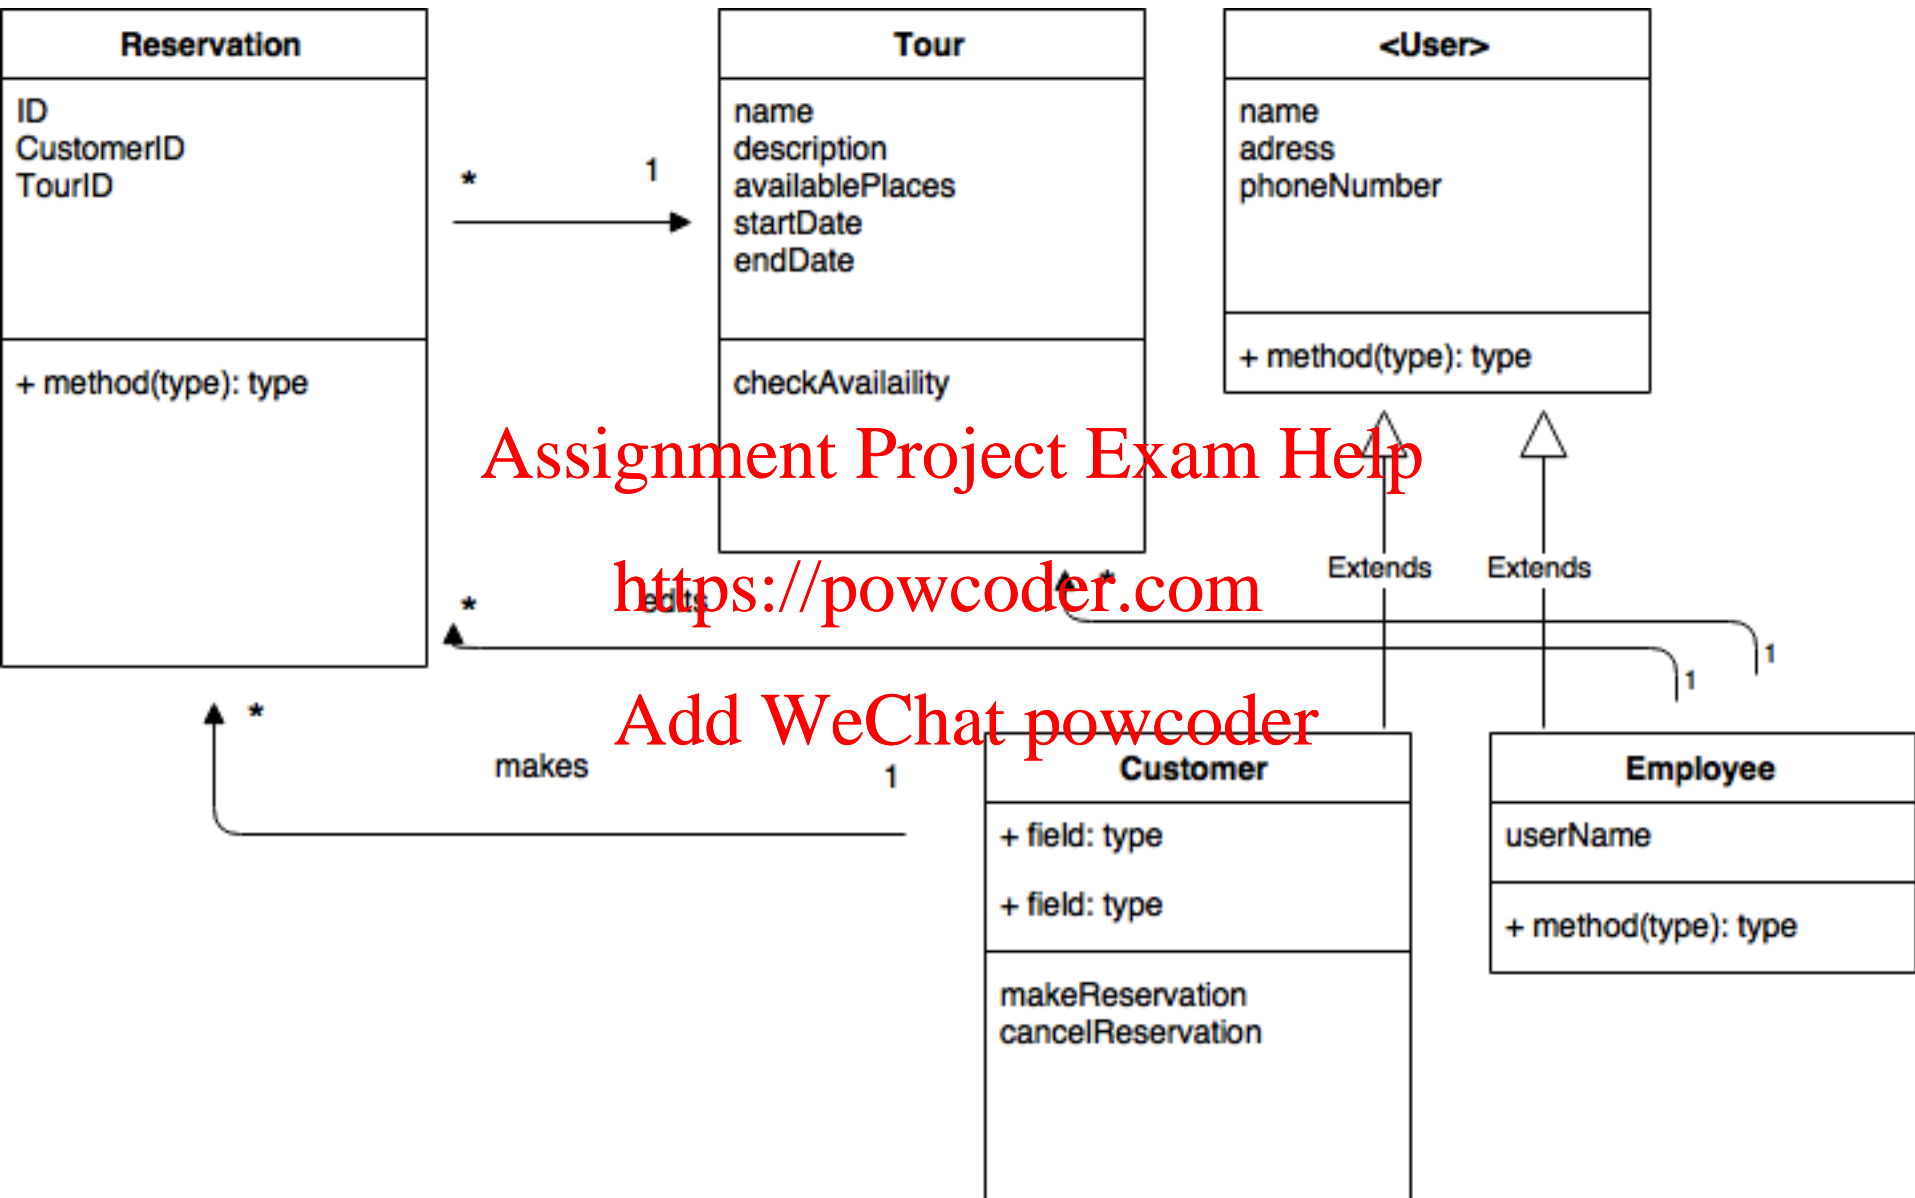 Reservation
ID
CustomerID
TourID
+ method(type): type
*
1
Tour
name
description
availablePlaces
startDate
endDate
checkAvailaility
<User>
name
adress
phoneNumber
+ method(type): type
Assignment Project Exam Help
Extends
Extends
https://powcoder.com
*
edits
*
1
1
Add WeChat powcoder
*
makes
1
Customer
+ field: type
+ field: type
makeReservation
cancelReservation
Employee
userName
+ method(type): type